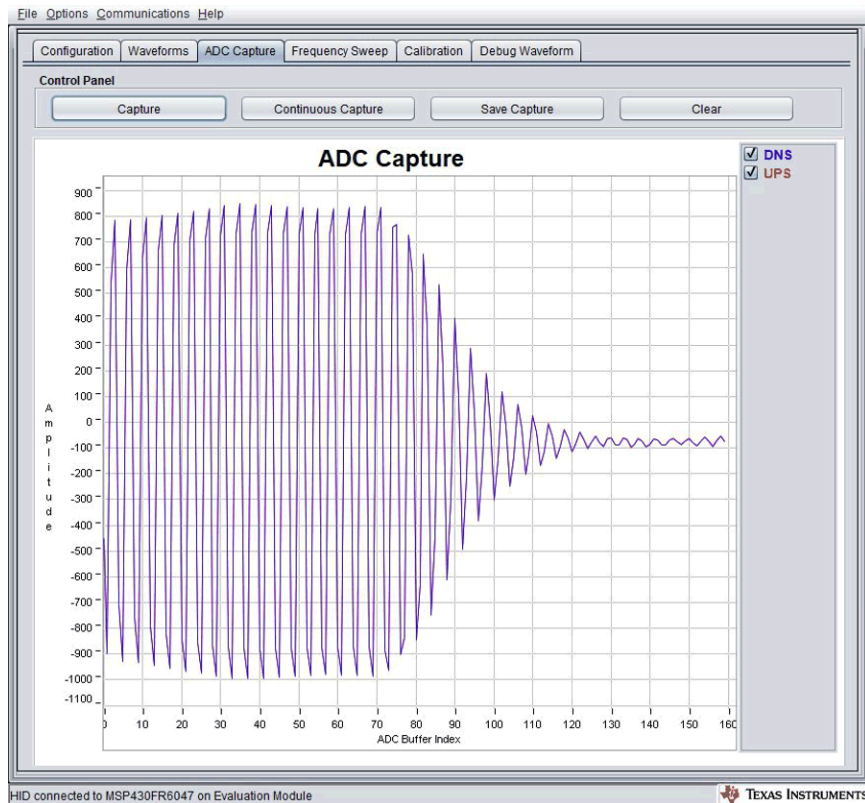 File Options Communications Help
Configuration Waveforms ADC Capture Frequency Sweep Calibration Debug Waveform
Control Panel
Capture Continuous Capture Save Capture Clear
ADC Capture
DNS
UPS
900
800
700
600
500
400
300
200
100
0
-100
-200
-300
-400
-500
-600
-700
-800
-900
-1000
-1100
Amplitude
0 10 20 30 40 50 60 70 80 90 100 110 120 130 140 150 160
ADC Buffer Index
HID connected to MSP430FR6047 on Evaluation Module
TEXAS INSTRUMENTS